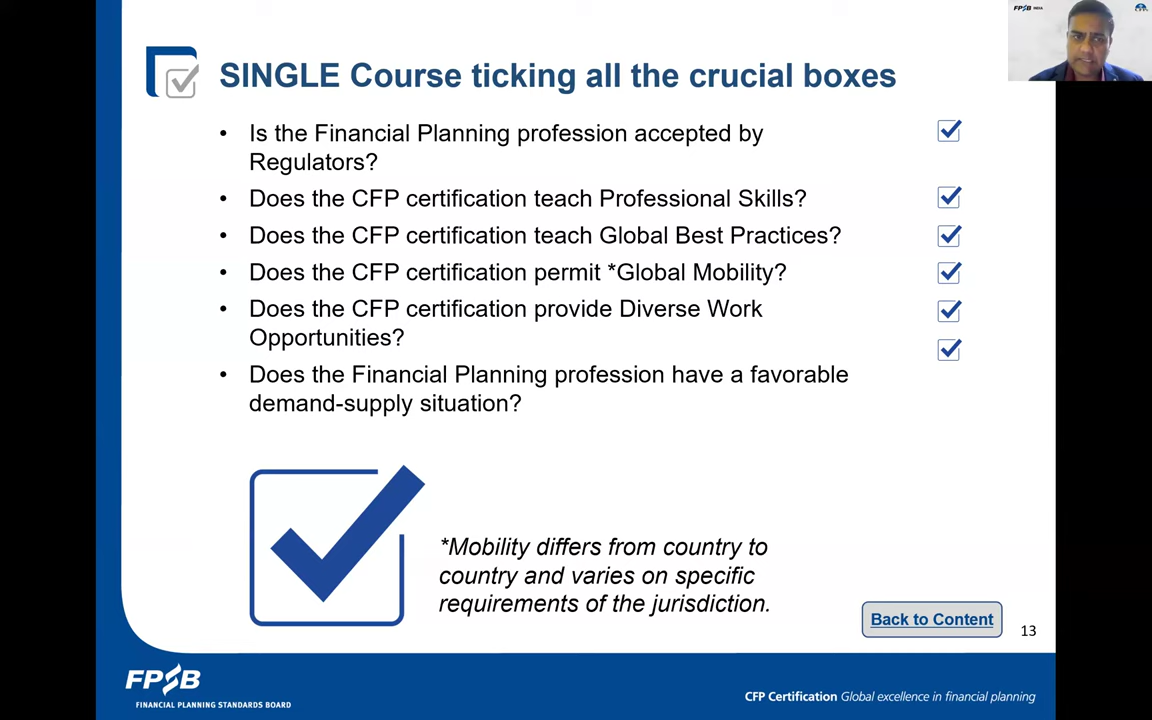 FPSB INDIA
SINGLE Course ticking all the crucial boxes
• Is the Financial Planning profession accepted by
Regulators?
• Does the CFP certification teach Professional Skills?
• Does the CFP certification teach Global Best Practices?
• Does the CFP certification permit *Global Mobility?
• Does the CFP certification provide Diverse Work
Opportunities?
• Does the Financial Planning profession have a favorable
demand-supply situation?
*Mobility differs from country to
country and varies on specific
requirements of the jurisdiction.
Back to Content
13
FPSB
FINANCIAL PLANNING STANDARDS BOARD
CFP Certification Global excellence in financial planning